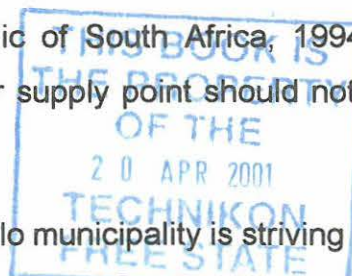 ic of South Africa, 1994
THIS BOOK IS
THE PROPERTY
supply point should not
OF THE
20 APR 2001
TECHNIKON
lo municipality is striving
FREE STATE